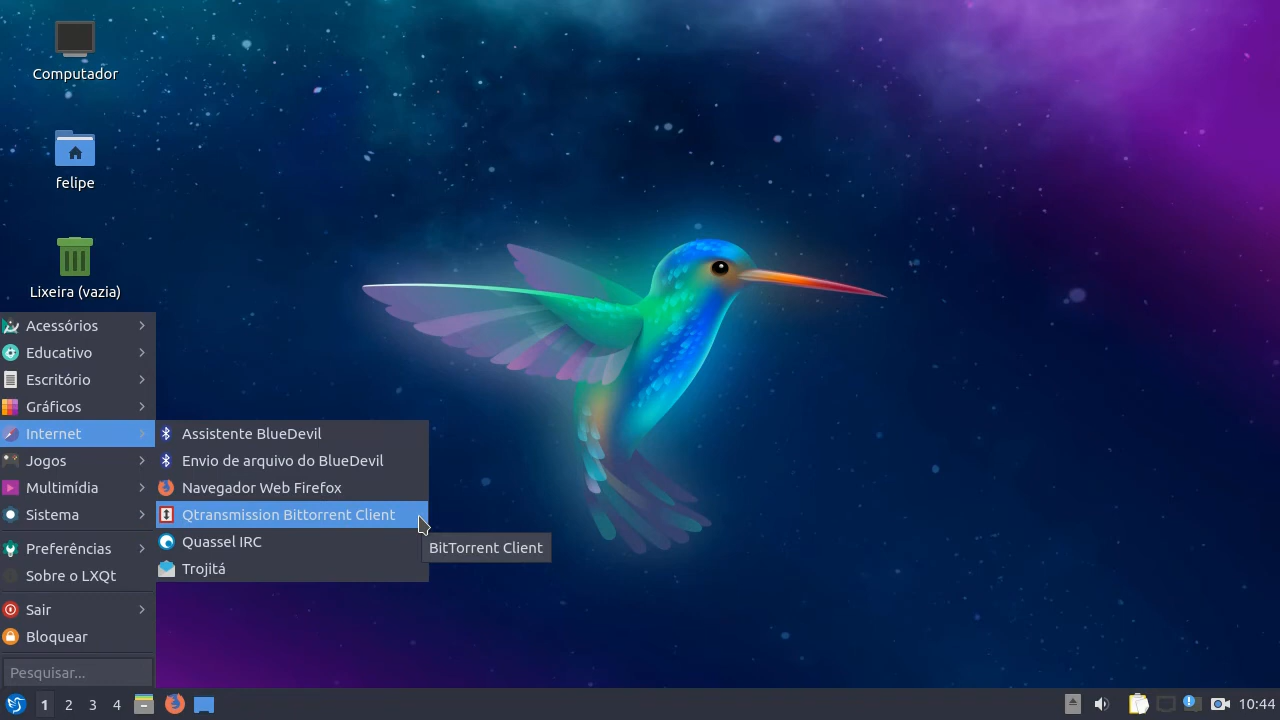 Computador
felipe
Lixeira (vazia)
Acessórios
Educativo
Escritório
Gráficos
Internet
Jogos
Multimídia
Sistema
Preferências
Sobre o LXQt
Sair
Bloquear
Pesquisar...
Assistente BlueDevil
Envio de arquivo do BlueDevil
Navegador Web Firefox
Qtransmission Bittorrent Client
Quassel IRC
Trojitá
BitTorrent Client
1 2 3 4
10:44